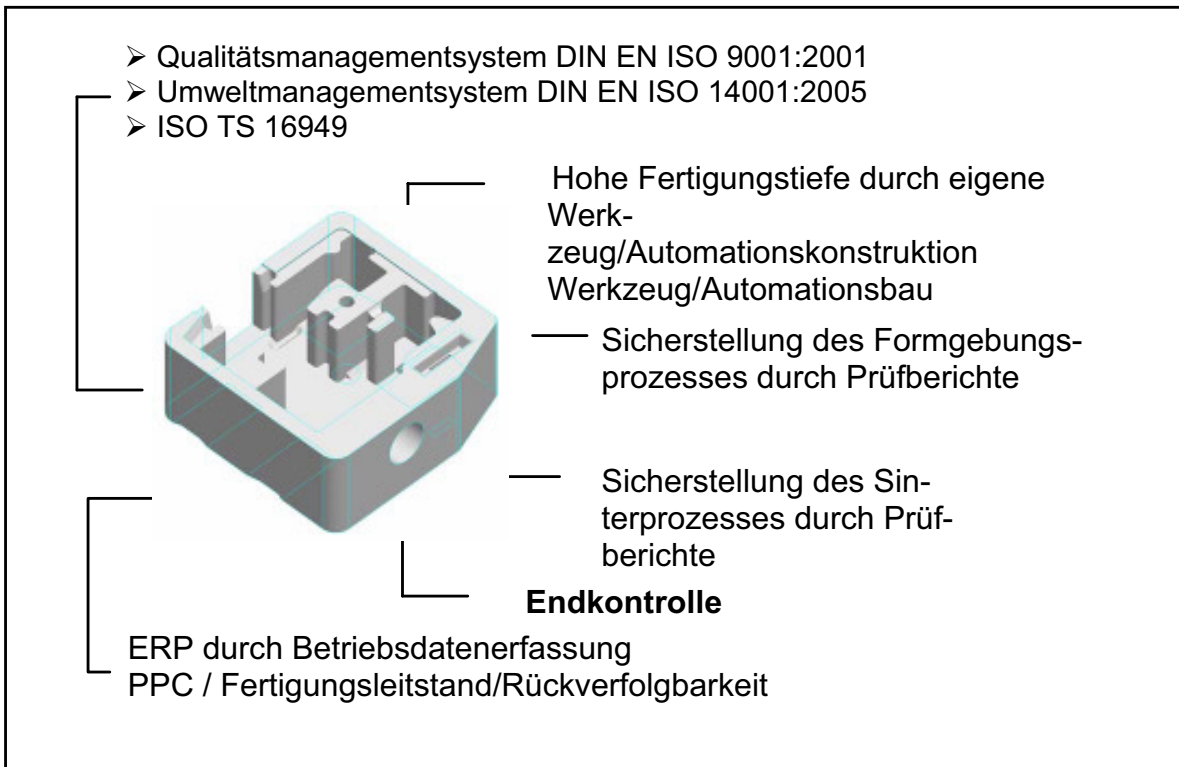 ➢ Qualitätsmanagementsystem DIN EN ISO 9001:2001
➢ Umweltmanagementsystem DIN EN ISO 14001:2005
➢ ISO TS 16949
Hohe Fertigungstiefe durch eigene
Werk-
zeug/Automationskonstruktion
Werkzeug/Automationsbau
Sicherstellung des Formgebungs-
prozesses durch Prüfberichte
Sicherstellung des Sin-
terprozesses durch Prüf-
berichte
Endkontrolle
ERP durch Betriebsdatenerfassung
PPC / Fertigungsleitstand/Rückverfolgbarkeit